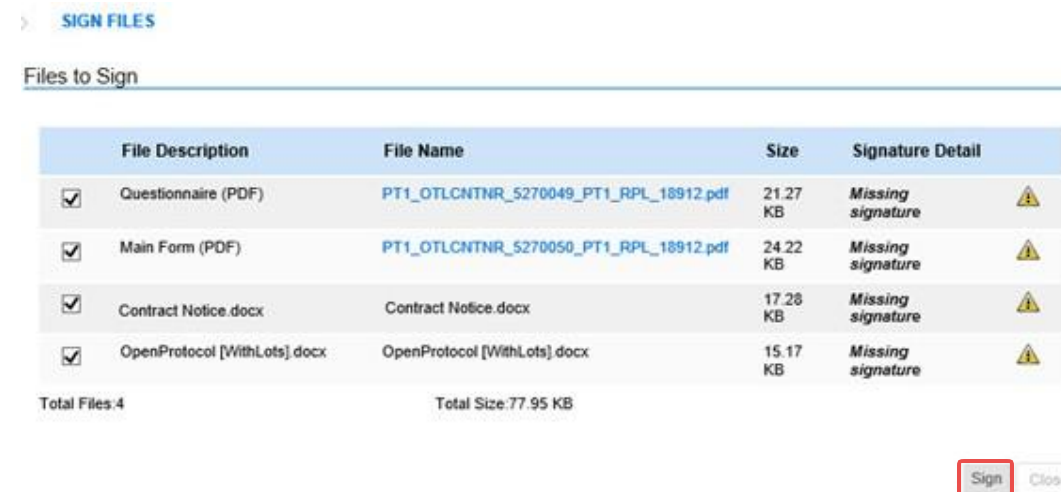 SIGN FILES
Files to Sign
File Description File Name Size Signature Detail
Questionnaire (PDF) PT1_OTLCNTNR_5270049_PT1_RPL_18912.pdf 21.27 KB Missing signature
Main Form (PDF) PT1_OTLCNTNR_5270050_PT1_RPL_18912.pdf 24.22 KB Missing signature
Contract Notice.docx Contract Notice.docx 17.28 KB Missing signature
OpenProtocol [WithLots].docx OpenProtocol [WithLots].docx 15.17 KB Missing signature
Total Files:4 Total Size:77.95 KB
Sign Clos